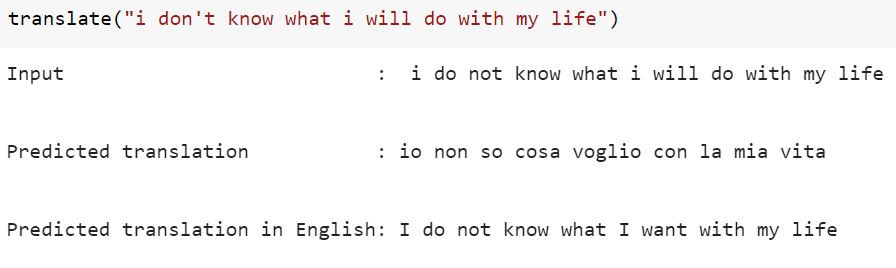 translate("i don't know what i will do with my life")
Input : i do not know what i will do with my life
Predicted translation : io non so cosa voglio con la mia vita
Predicted translation in English: I do not know what I want with my life